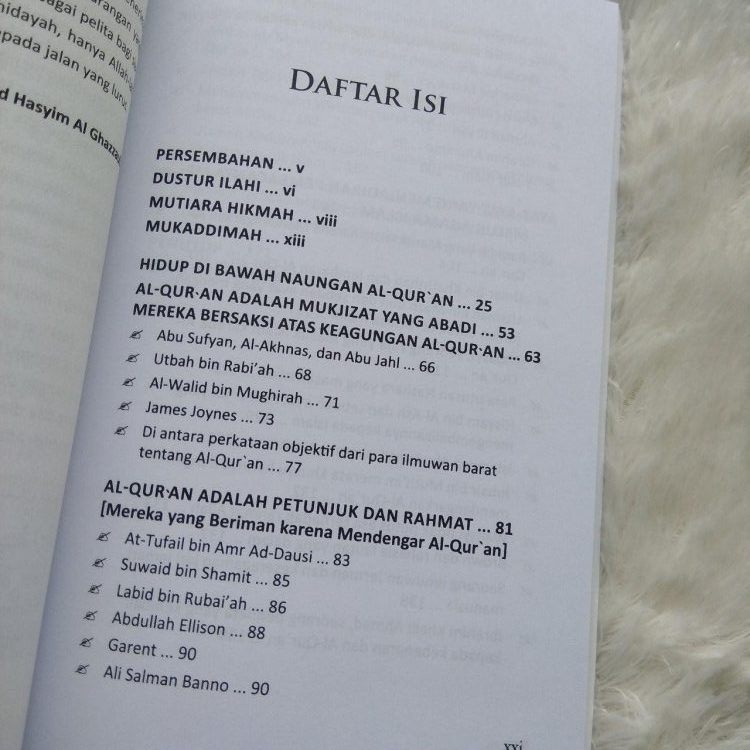 arangan
bagai pelita bagi
hidayah, hanya Allah
pada jalan yang lurus
d Hasyim Al Ghazza
DAFTAR ISI
PERSEMBAHAN ... v
DUSTUR ILAHI ... vi
MUTIARA HIKMAH ... viii
MUKADDIMAH ... xiii
HIDUP DI BAWAH NAUNGAN AL-QUR`AN ... 25
AL-QUR`AN ADALAH MUKJIZAT YANG ABADI ... 53
MEREKA BERSAKSI ATAS KEAGUNGAN AL-QUR`AN ... 63
Abu Sufyan, Al-Akhnas, dan Abu Jahl ... 66
Utbah bin Rabi’ah ... 68
Al-Walid bin Mughirah ... 71
James Joynes ... 73
Di antara perkataan objektif dari para ilmuwan barat
tentang Al-Qur`an ... 77
AL-QUR`AN ADALAH PETUNJUK DAN RAHMAT ... 81
[Mereka yang Beriman karena Mendengar Al-Qur`an]
At-Tufail bin Amr Ad-Dausi ... 83
Suwaid bin Shamit ... 85
Labid bin Rubai’ah ... 86
Abdullah Ellison ... 88
Garent ... 90
Ali Salman Banno ... 90
xxi